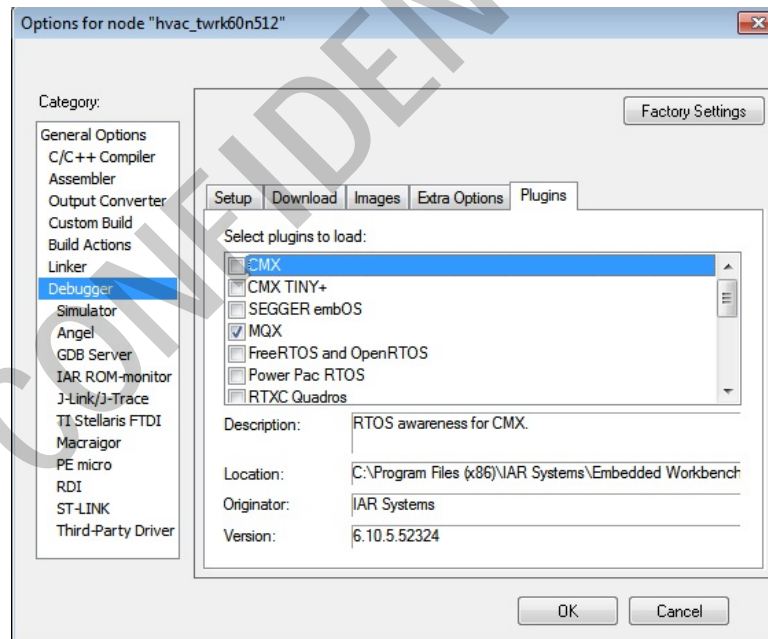 Options for node "hvac_twrk60n512"
Category:
Factory Settings
General Options
C/C++ Compiler
Assembler
Output Converter
Custom Build
Build Actions
Linker
Debugger
Simulator
Angel
GDB Server
IAR ROM-monitor
J-Link/J-Trace
TI Stellaris FTDI
Macraigor
PE micro
RDI
ST-LINK
Third-Party Driver
Setup Download Images Extra Options Plugins
Select plugins to load:
CMX
CMX TINY+
SEGGER embOS
MQX
FreeRTOS and OpenRTOS
Power Pac RTOS
RTXC Quadros
Description: RTOS awareness for CMX.
Location: C:\Program Files (x86)\IAR Systems\Embedded Workbench
Originator: IAR Systems
Version: 6.10.5.52324
OK Cancel
CONFIDEN